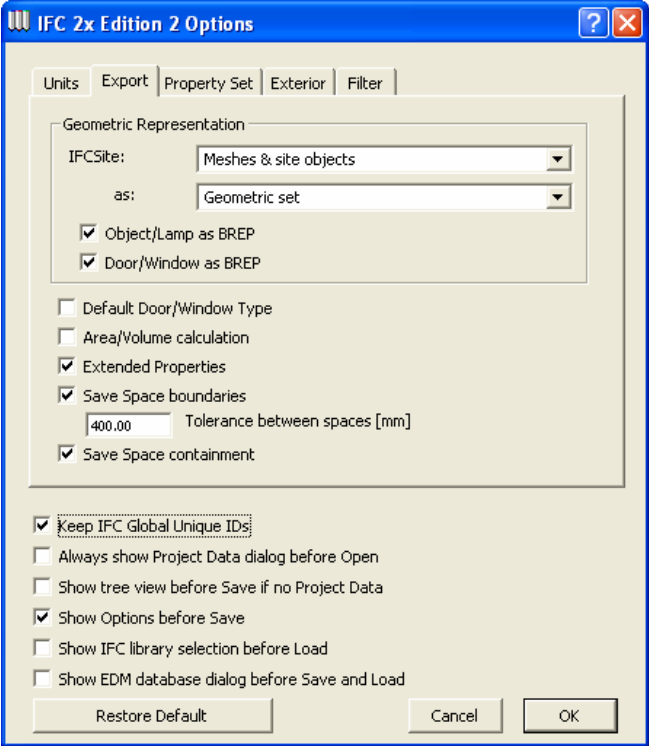 IFC 2x Edition 2 Options
Units Export Property Set Exterior Filter
Geometric Representation
IFCSite: Meshes & site objects
as: Geometric set
Object/Lamp as BREP
Door/Window as BREP
Default Door/Window Type
Area/Volume calculation
Extended Properties
Save Space boundaries
400.00 Tolerance between spaces [mm]
Save Space containment
Keep IFC Global Unique IDs
Always show Project Data dialog before Open
Show tree view before Save if no Project Data
Show Options before Save
Show IFC library selection before Load
Show EDM database dialog before Save and Load
Restore Default Cancel OK